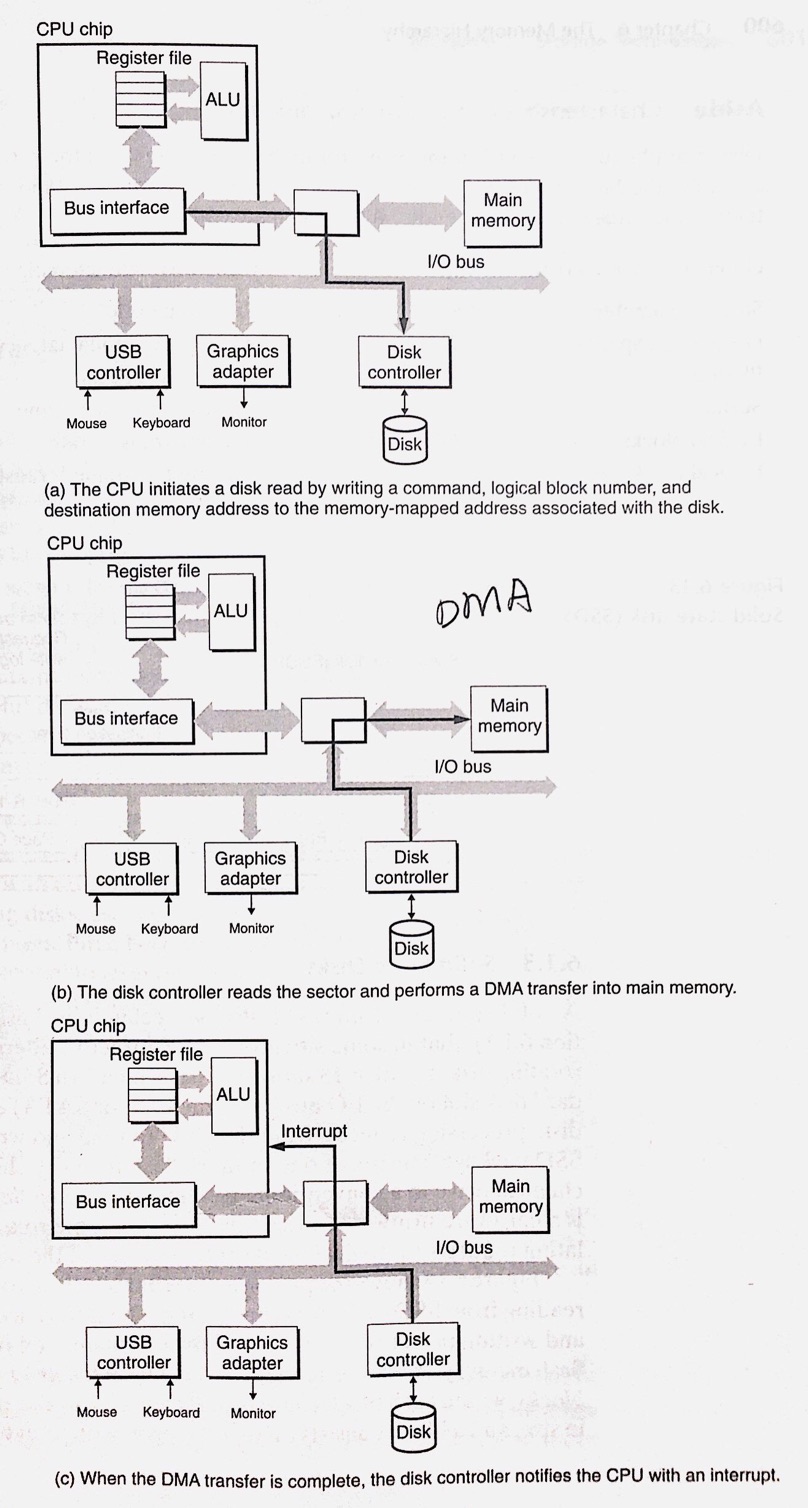 CPU chip
Register file
ALU
Bus interface
Main
memory
I/O bus
USB
controller
Graphics
adapter
Disk
controller
Mouse
Keyboard
Monitor
Disk
(a) The CPU initiates a disk read by writing a command, logical block number, and
destination memory address to the memory-mapped address associated with the disk.
CPU chip
Register file
ALU
DMA
Bus interface
Main
memory
I/O bus
USB
controller
Graphics
adapter
Disk
controller
Mouse
Keyboard
Monitor
Disk
(b) The disk controller reads the sector and performs a DMA transfer into main memory.
CPU chip
Register file
ALU
Interrupt
Bus interface
Main
memory
I/O bus
USB
controller
Graphics
adapter
Disk
controller
Mouse
Keyboard
Monitor
Disk
(c) When the DMA transfer is complete, the disk controller notifies the CPU with an interrupt.